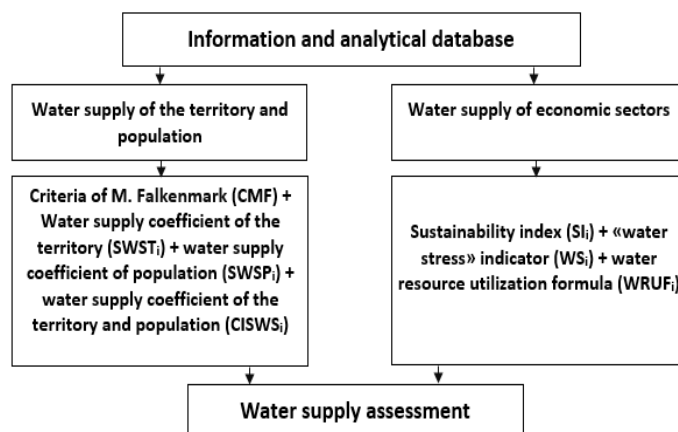 Information and analytical database
Water supply of the territory and
population
Water supply of economic sectors
Criteria of M. Falkenmark (CMF) +
Water supply coefficient of the
territory (SWSTᵢ) + water supply
coefficient of population (SWSPᵢ) +
water supply coefficient of the
territory and population (CISWSᵢ)
Sustainability index (SIᵢ) + «water
stress» indicator (WSᵢ) + water
resource utilization formula (WRUFᵢ)
Water supply assessment